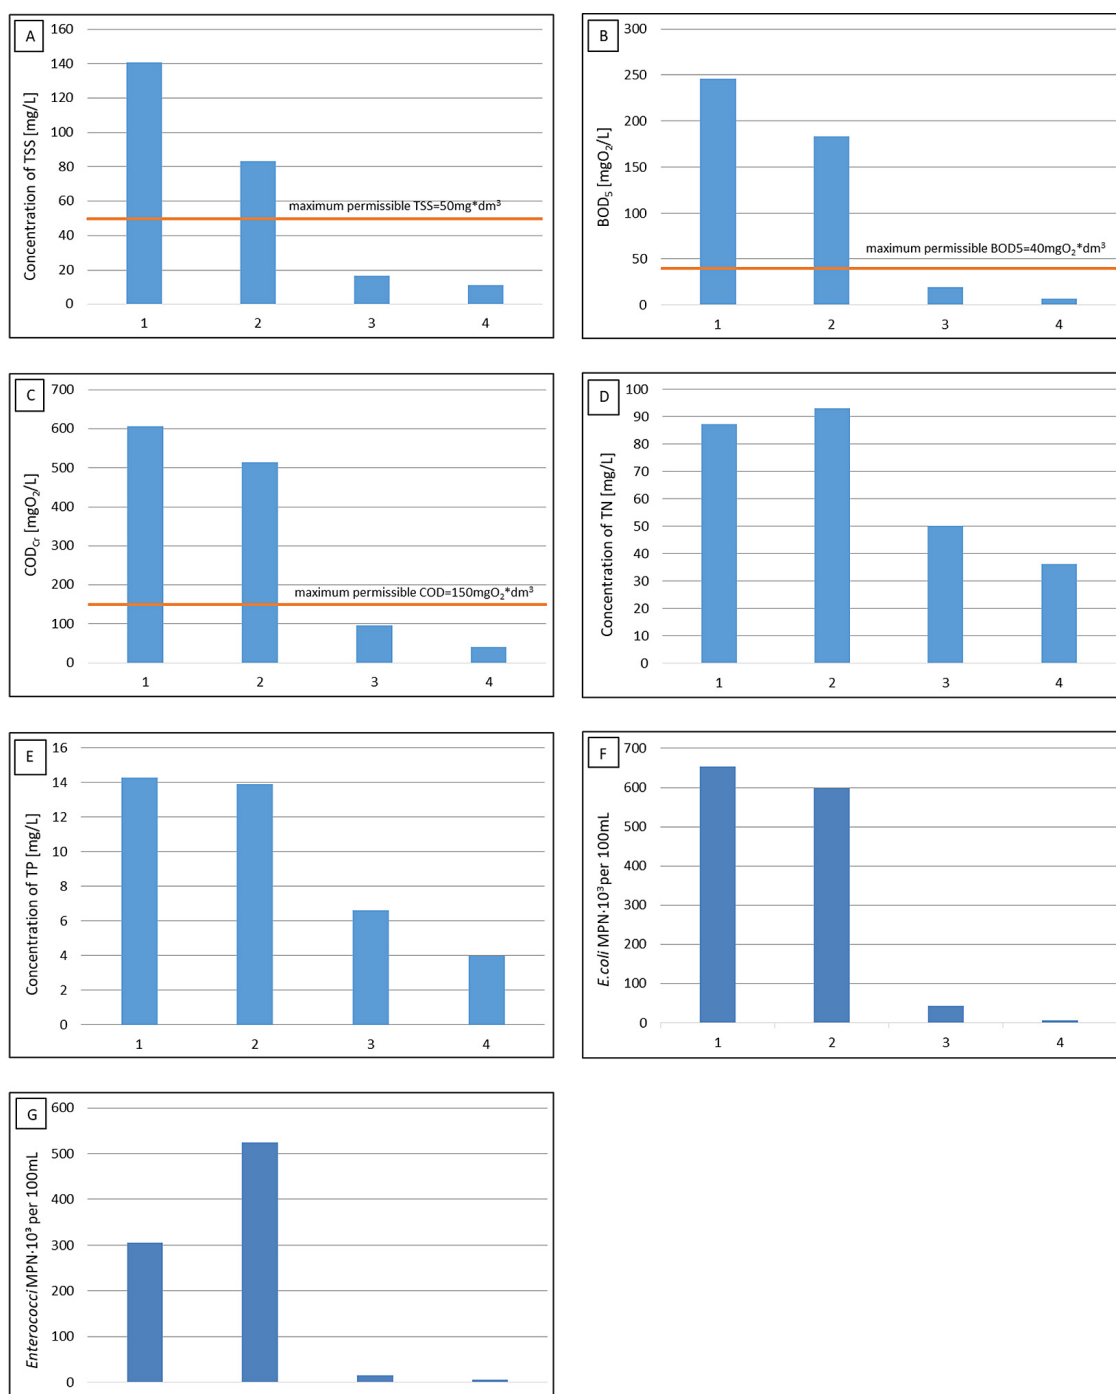 A
Concentration of TSS [mg/L]
160
140
120
100
80
60
40
20
0
maximum permissible TSS=50mg*dm³
1 2 3 4
B
BOD₅ [mgO₂/L]
300
250
200
150
100
50
0
maximum permissible BOD5=40mgO₂*dm³
1 2 3 4
C
COD_Cr [mgO₂/L]
700
600
500
400
300
200
100
0
maximum permissible COD=150mgO₂*dm³
1 2 3 4
D
Concentration of TN [mg/L]
100
90
80
70
60
50
40
30
20
10
0
1 2 3 4
E
Concentration of TP [mg/L]
16
14
12
10
8
6
4
2
0
1 2 3 4
F
E.coli MPN·10³ per 100mL
700
600
500
400
300
200
100
0
1 2 3 4
G
Enterococci MPN·10³ per 100mL
600
500
400
300
200
100
0